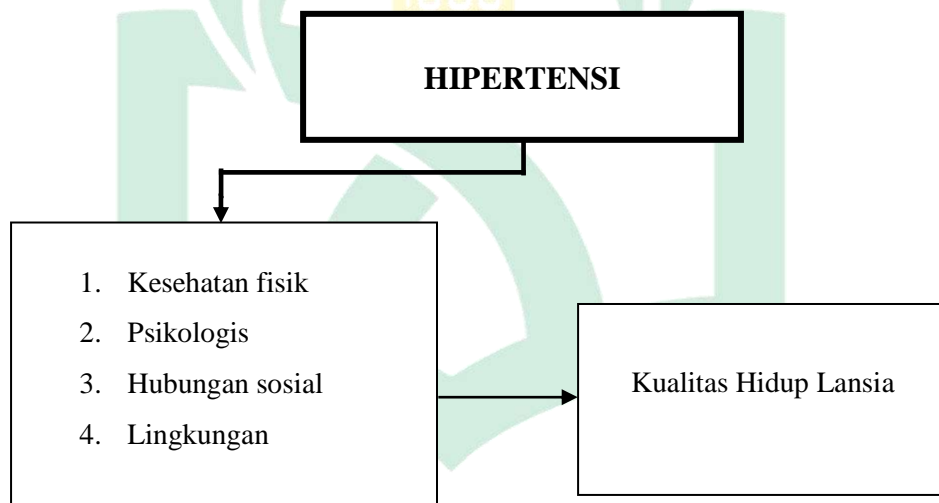 HIPERTENSI
1. Kesehatan fisik
2. Psikologis
3. Hubungan sosial
4. Lingkungan
Kualitas Hidup Lansia